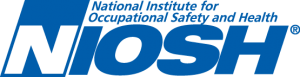 National Institute for
Occupational Safety and Health
NIOSH®